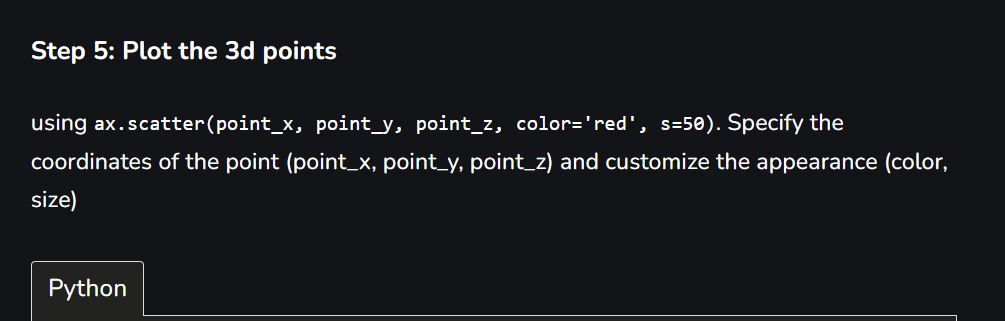 Step 5: Plot the 3d points
using ax.scatter(point_x, point_y, point_z, color='red', s=50). Specify the
coordinates of the point (point_x, point_y, point_z) and customize the appearance (color,
size)
Python